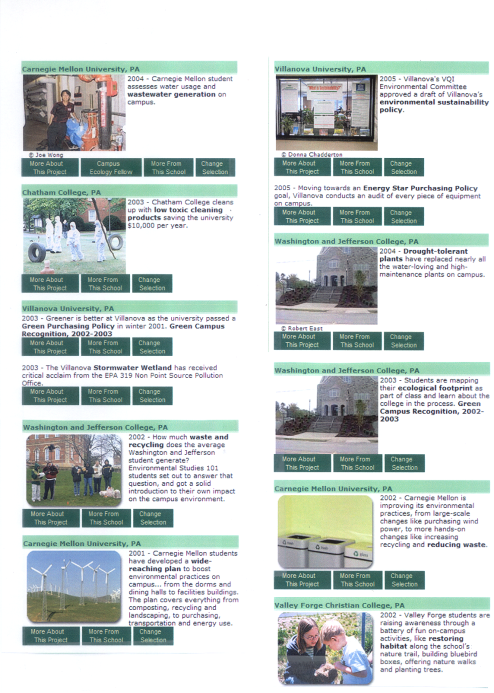 Carnegie Mellon University, PA
2004 - Carnegie Mellon student
assesses water usage and
wastewater generation on
campus.
© Joe Wong
More About This Project
Campus Ecology Fellow
More From This School
Change Selection
Chatham College, PA
2003 - Chatham College cleans
up with low toxic cleaning
products saving the university
$10,000 per year.
More About This Project
More From This School
Change Selection
Villanova University, PA
2003 - Greener is better at Villanova as the university passed a
Green Purchasing Policy in winter 2001. Green Campus
Recognition, 2002-2003
More About This Project
More From This School
Change Selection
2003 - The Villanova Stormwater Wetland has received
critical acclaim from the EPA 319 Non Point Source Pollution
Office.
More About This Project
More From This School
Change Selection
Washington and Jefferson College, PA
2002 - How much waste and
recycling does the average
Washington and Jefferson
student generate?
Environmental Studies 101
students set out to answer that
question, and got a solid
introduction to their own impact
on the campus environment.
More About This Project
More From This School
Change Selection
Carnegie Mellon University, PA
2001 - Carnegie Mellon students
have developed a wide-
reaching plan to boost
environmental practices on
campus... from the dorms and
dining halls to facilities buildings.
The plan covers everything from
composting, recycling and
landscaping, to purchasing,
transportation and energy use.
More About This Project
More From This School
Change Selection
Villanova University, PA
2005 - Villanova's VQI
Environmental Committee
approved a draft of Villanova's
environmental sustainability
policy.
© Donna Chadderton
More About This Project
More From This School
Change Selection
2005 - Moving towards an Energy Star Purchasing Policy
goal, Villanova conducts an audit of every piece of equipment
on campus.
More About This Project
More From This School
Change Selection
Washington and Jefferson College, PA
2004 - Drought-tolerant
plants have replaced nearly all
the water-loving and high-
maintenance plants on campus.
© Robert East
More About This Project
More From This School
Change Selection
Washington and Jefferson College, PA
2003 - Students are mapping
their ecological footprint as
part of class and learn about the
college in the process. Green
Campus Recognition, 2002-
2003
More About This Project
More From This School
Change Selection
Carnegie Mellon University, PA
2002 - Carnegie Mellon is
improving its environmental
practices, from large-scale
changes like purchasing wind
power, to more hands-on
changes like increasing
recycling and reducing waste.
More About This Project
More From This School
Change Selection
Valley Forge Christian College, PA
2002 - Valley Forge students are
raising awareness through a
battery of fun on-campus
activities, like restoring
habitat along the school's
nature trail, building bluebird
boxes, offering nature walks
and planting trees.